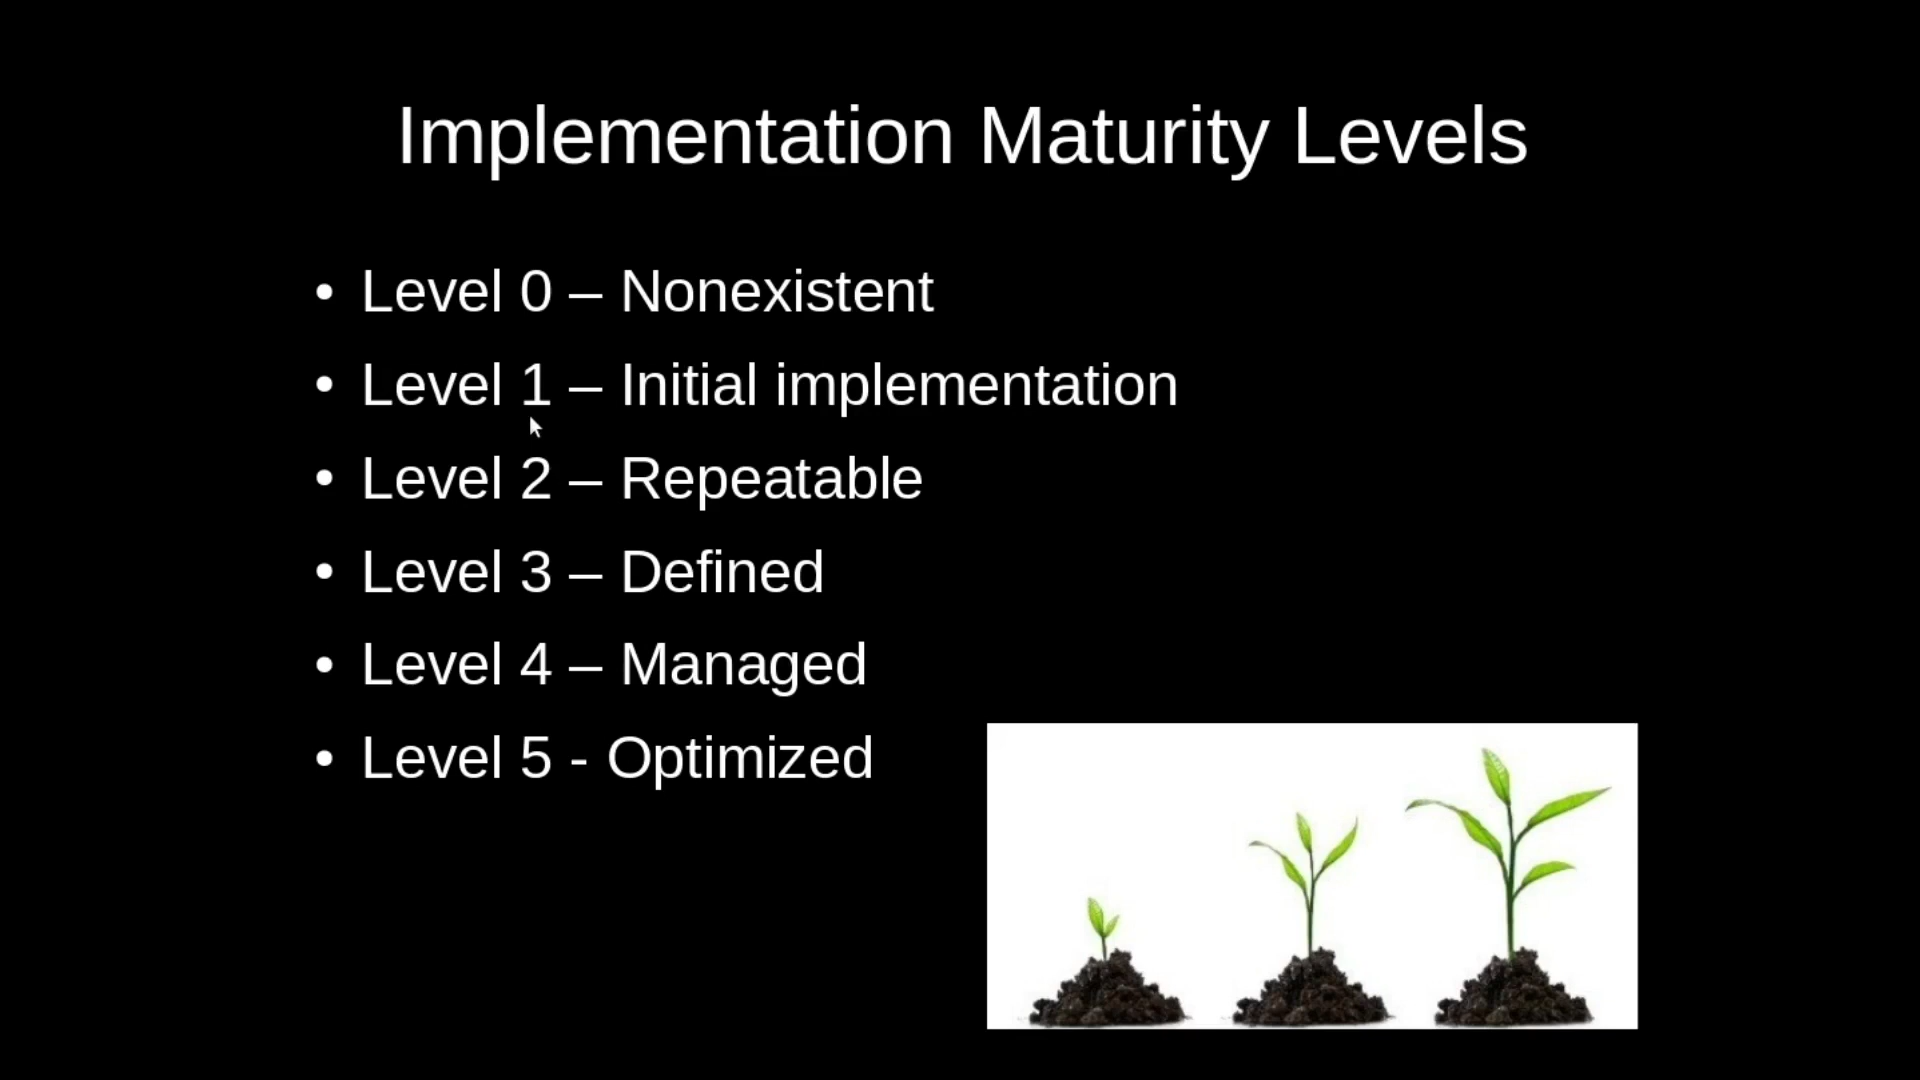 Implementation Maturity Levels
• Level 0 – Nonexistent
• Level 1 – Initial implementation
• Level 2 – Repeatable
• Level 3 – Defined
• Level 4 – Managed
• Level 5 - Optimized